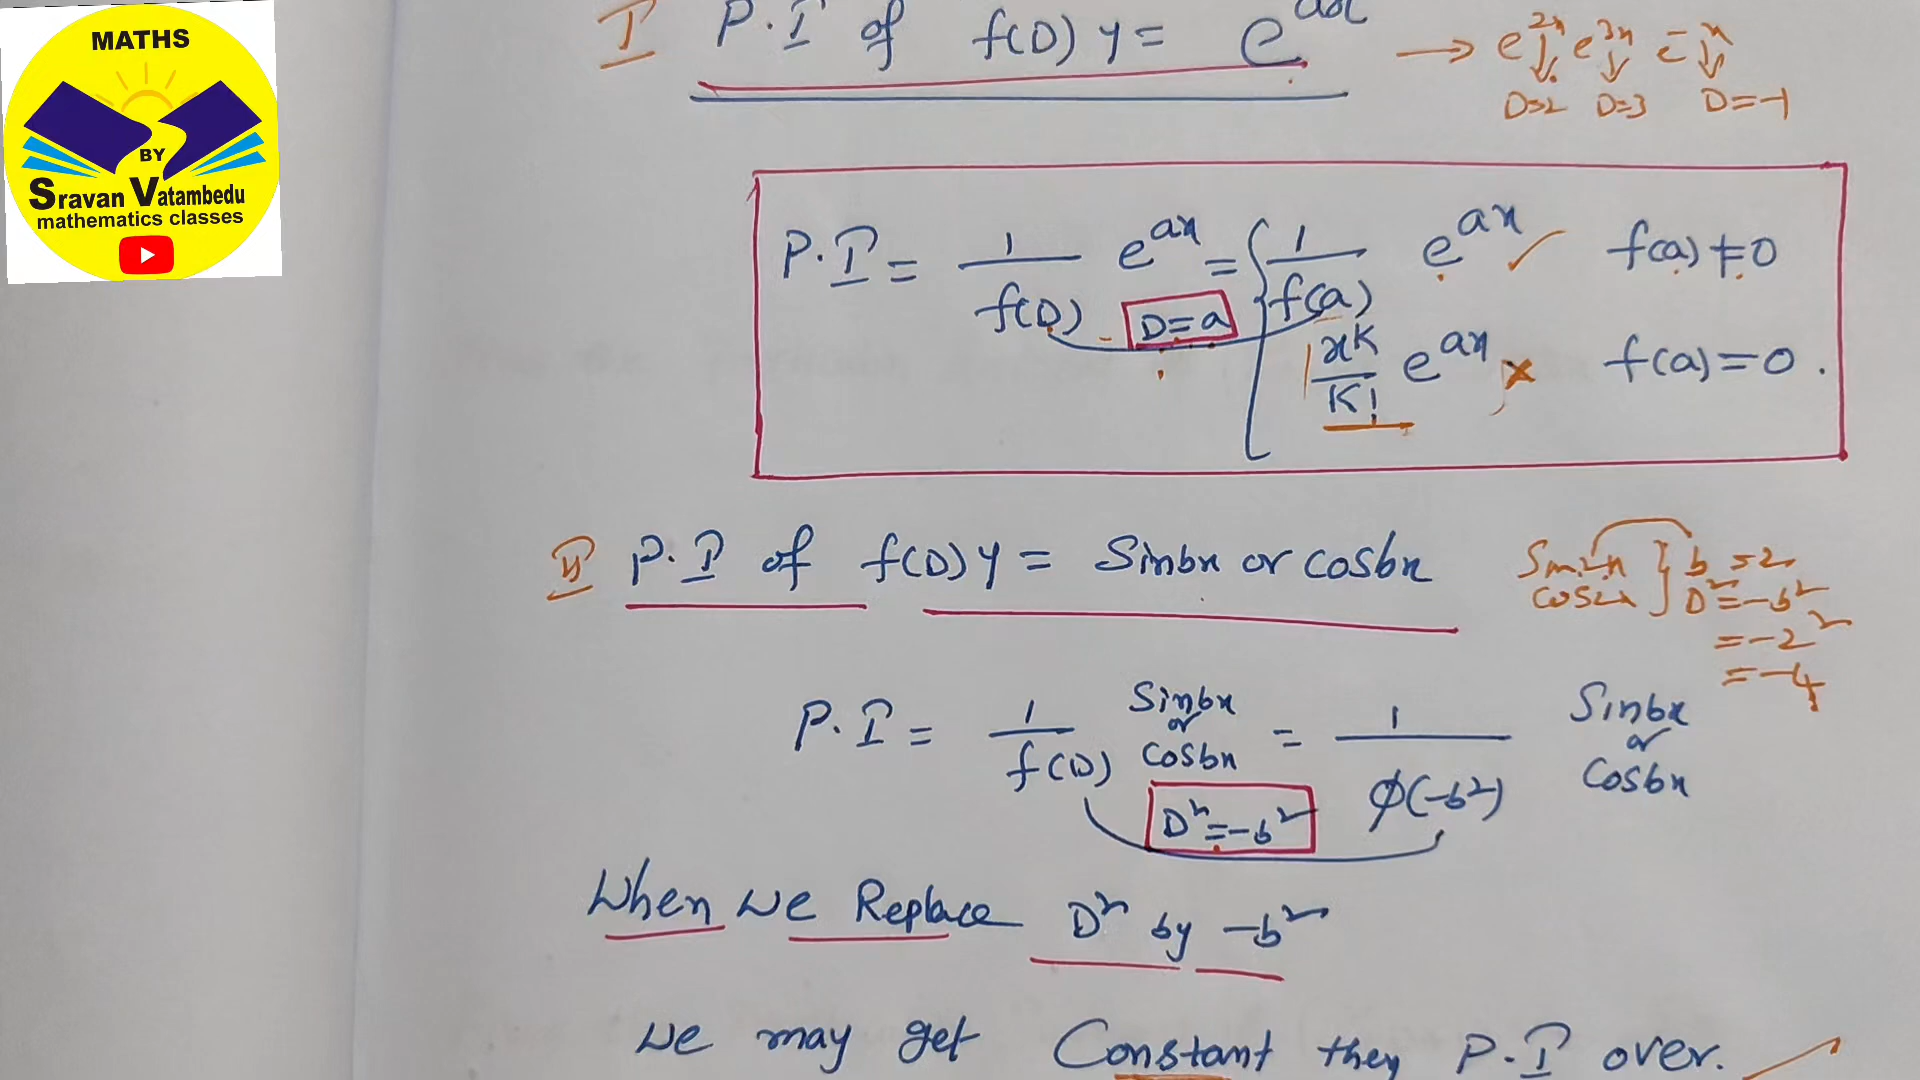 MATHS
BY
Sravan Vatambedu
mathematics classes
I P.I of f(D) y = e^ax → e^2x e^3x e^-x
D=2 D=3 D=-1
P.I = 1/f(D) e^ax = { 1/f(a) e^ax ✓ f(a) ≠ 0
D=a
x^K/K! e^ax × f(a) = 0.
II P.I of f(D) y = Sinbx or cosbx
Sin2x
cos2x } b = 2
D² = -b²
= -2²
= -4
P.I = 1/f(D) Sinbx or Cosbx = 1/ϕ(-b²) Sinbx or Cosbx
D² = -b²
When we Replace D² by -b²
we may get Constant then P.I over.